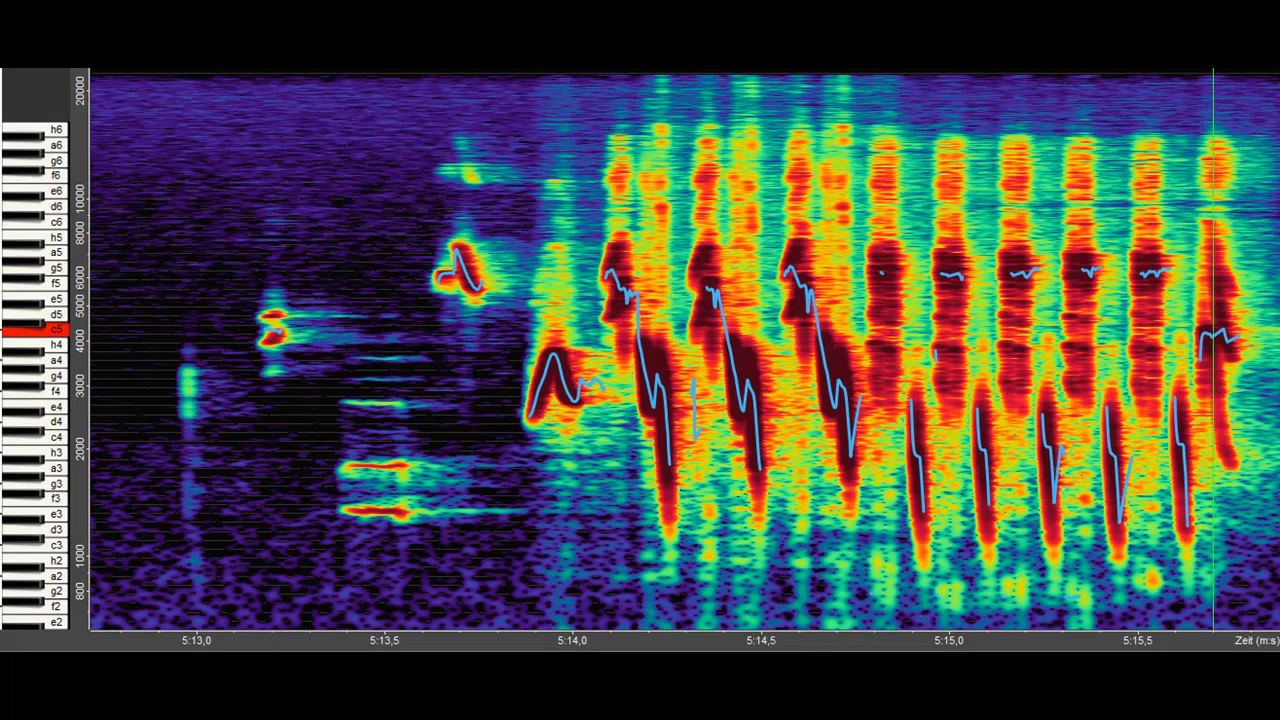 h6
a6
g6
f6
e6
d6
c6
h5
a5
g5
f5
e5
d5
c5
h4
a4
g4
f4
e4
d4
c4
h3
a3
g3
f3
e3
d3
c3
h2
a2
g2
f2
e2
20000
10000
8000
6000
5000
4000
3000
2000
1000
800
5:13,0 5:13,5 5:14,0 5:14,5 5:15,0 5:15,5 Zeit (m:s)